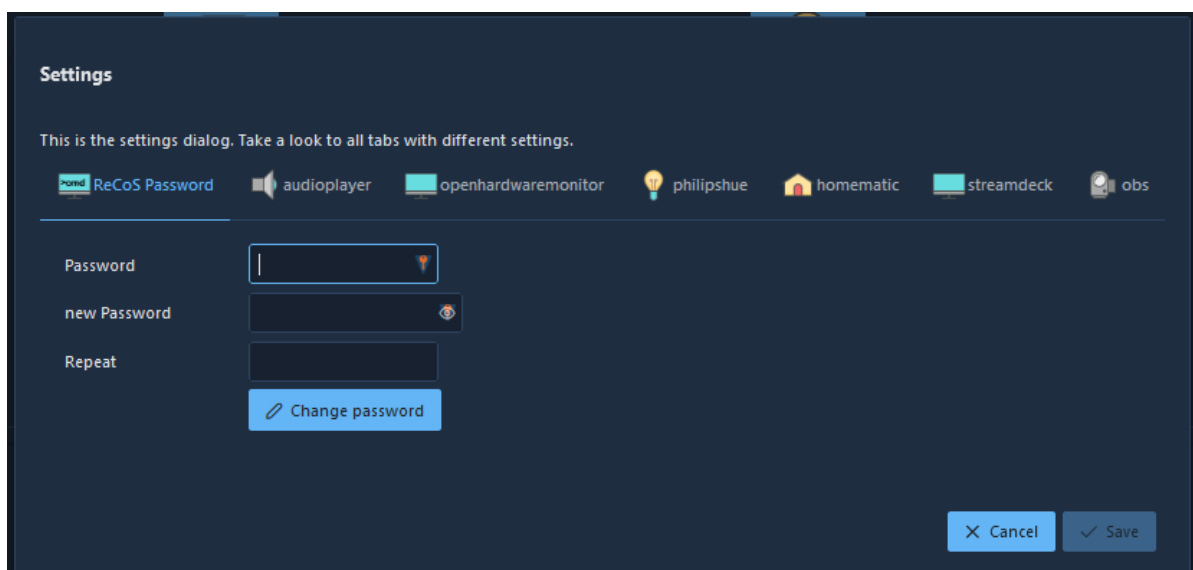 Settings
This is the settings dialog. Take a look to all tabs with different settings.
>omd ReCoS Password audioplayer openhardwaremonitor philipshue homematic streamdeck obs
Password
new Password
Repeat
Change password
Cancel Save